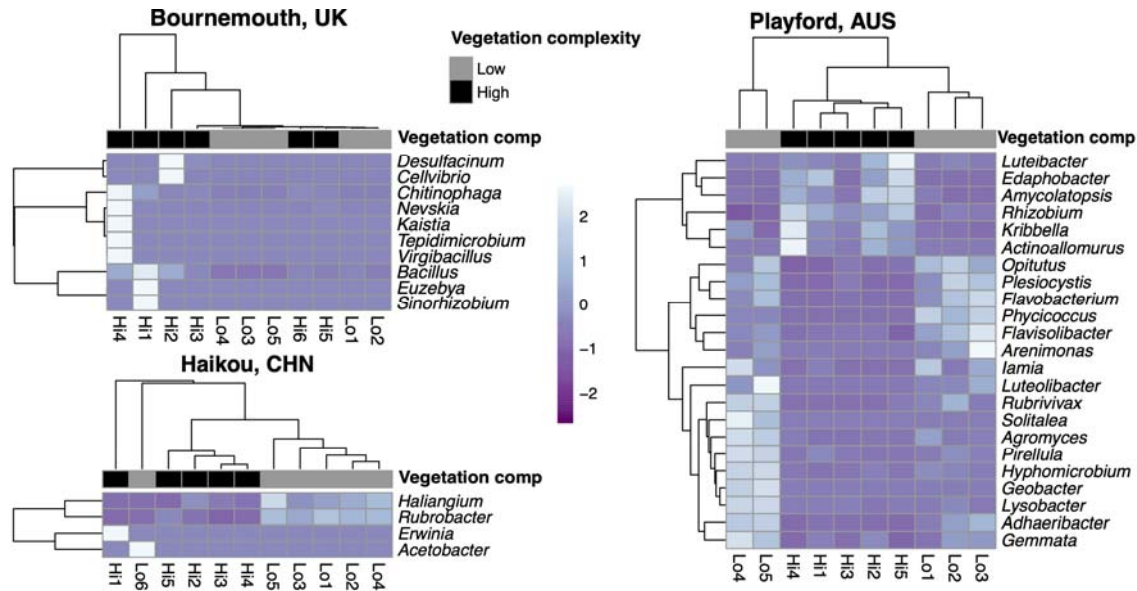 Bournemouth, UK
Vegetation complexity
Low
High
Vegetation comp
Desulfacinum
Cellvibrio
Chitinophaga
Nevskia
Kaistia
Tepidimicrobium
Virgibacillus
Bacillus
Euzebya
Sinorhizobium
Hi4 Hi1 Hi2 Hi3 Lo4 Lo3 Lo5 Hi6 Hi5 Lo1 Lo2
2
1
0
−1
−2
Haikou, CHN
Vegetation comp
Haliangium
Rubrobacter
Erwinia
Acetobacter
Hi1 Lo6 Hi5 Hi2 Hi3 Hi4 Lo5 Lo3 Lo1 Lo2 Lo4
Playford, AUS
Vegetation comp
Luteibacter
Edaphobacter
Amycolatopsis
Rhizobium
Kribbella
Actinoallomurus
Opitutus
Plesiocystis
Flavobacterium
Phycicoccus
Flavisolibacter
Arenimonas
Iamia
Luteolibacter
Rubrivivax
Solitalea
Agromyces
Pirellula
Hyphomicrobium
Geobacter
Lysobacter
Adhaeribacter
Gemmata
Lo4 Lo5 Hi4 Hi1 Hi3 Hi2 Hi5 Lo1 Lo2 Lo3